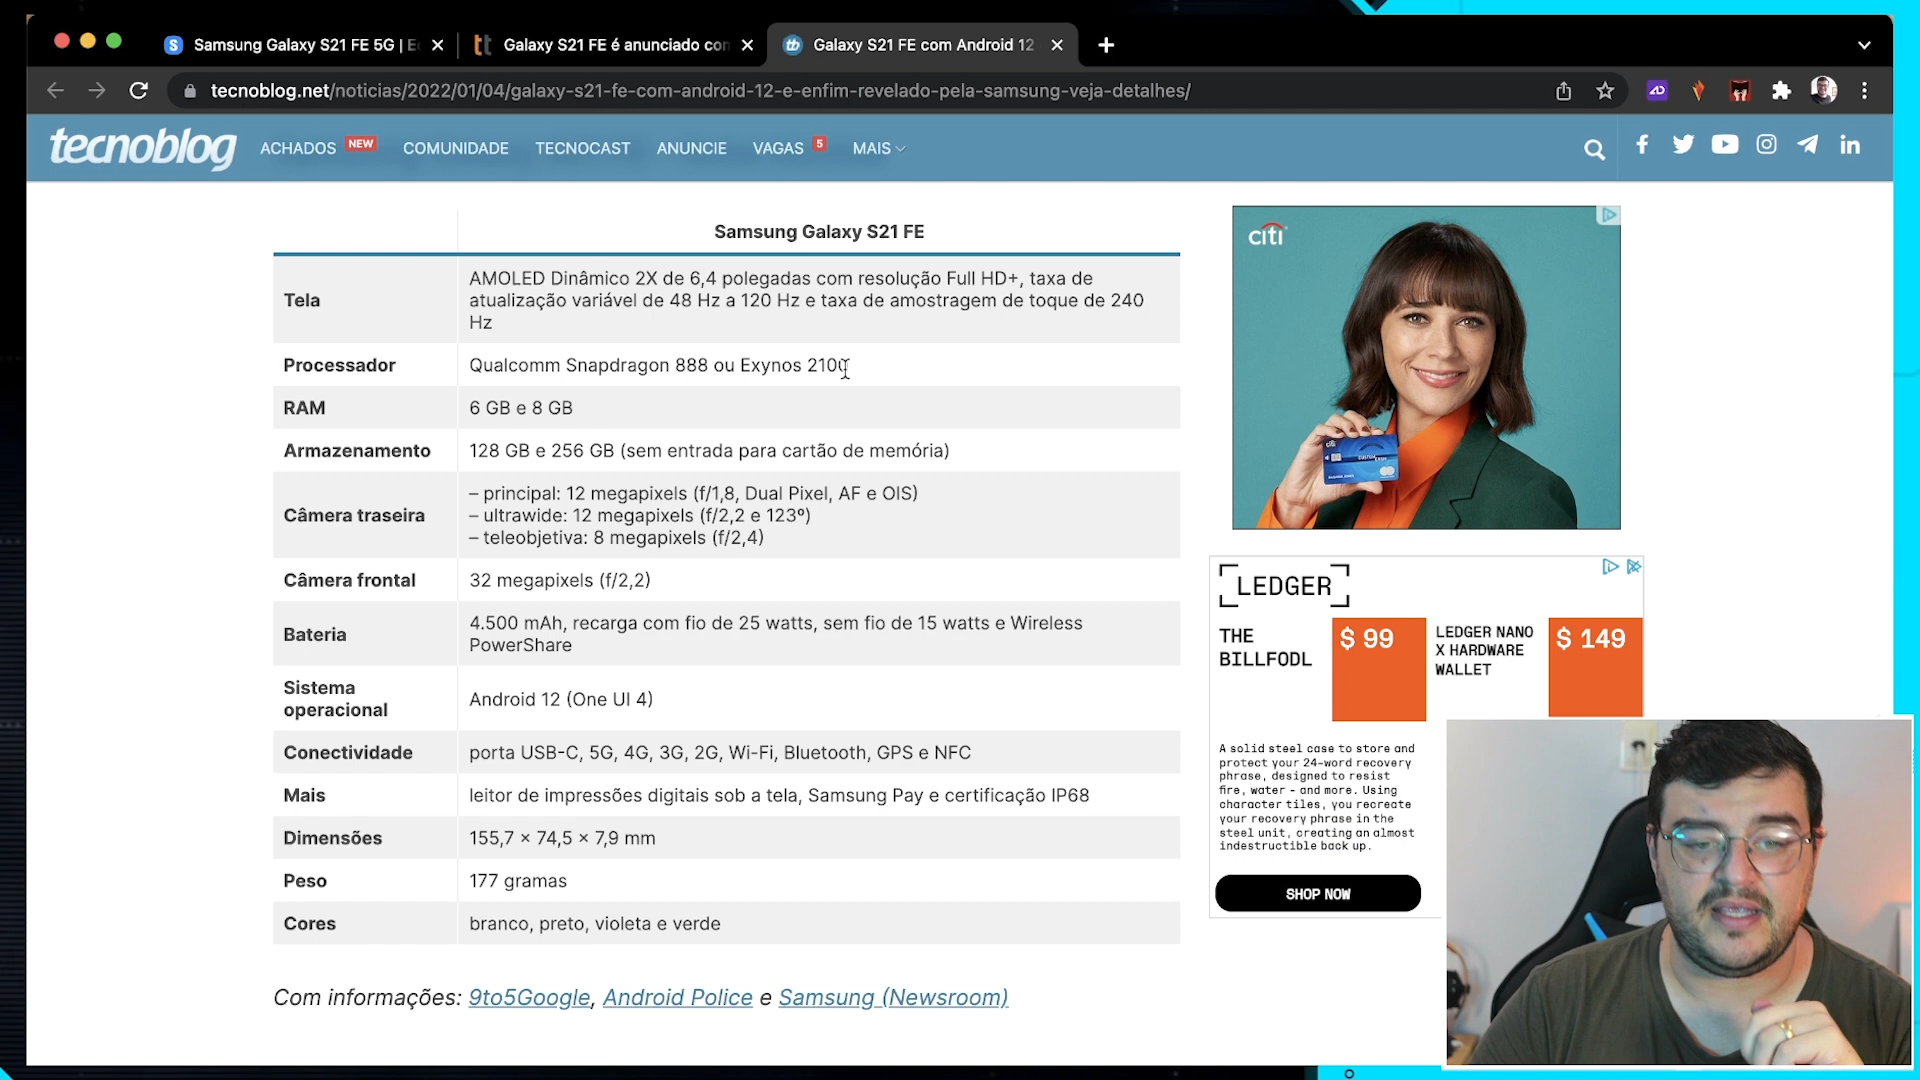 Samsung Galaxy S21 FE 5G | E
Galaxy S21 FE é anunciado con
Galaxy S21 FE com Android 12
tecnoblog.net/noticias/2022/01/04/galaxy-s21-fe-com-android-12-e-enfim-revelado-pela-samsung-veja-detalhes/
tecnoblog
ACHADOS NEW COMUNIDADE TECNOCAST ANUNCIE VAGAS 5 MAIS
Samsung Galaxy S21 FE
Tela
AMOLED Dinâmico 2X de 6,4 polegadas com resolução Full HD+, taxa de
atualização variável de 48 Hz a 120 Hz e taxa de amostragem de toque de 240
Hz
Processador
Qualcomm Snapdragon 888 ou Exynos 2100
RAM
6 GB e 8 GB
Armazenamento
128 GB e 256 GB (sem entrada para cartão de memória)
Câmera traseira
– principal: 12 megapixels (f/1,8, Dual Pixel, AF e OIS)
– ultrawide: 12 megapixels (f/2,2 e 123º)
– teleobjetiva: 8 megapixels (f/2,4)
Câmera frontal
32 megapixels (f/2,2)
Bateria
4.500 mAh, recarga com fio de 25 watts, sem fio de 15 watts e Wireless
PowerShare
Sistema
operacional
Android 12 (One UI 4)
Conectividade
porta USB-C, 5G, 4G, 3G, 2G, Wi-Fi, Bluetooth, GPS e NFC
Mais
leitor de impressões digitais sob a tela, Samsung Pay e certificação IP68
Dimensões
155,7 × 74,5 × 7,9 mm
Peso
177 gramas
Cores
branco, preto, violeta e verde
Com informações: 9to5Google, Android Police e Samsung (Newsroom)
citi
LEDGER
THE
BILLFODL
$ 99
LEDGER NANO
X HARDWARE
WALLET
$ 149
A solid steel case to store and
protect your 24-word recovery
phrase, designed to resist
fire, water - and more. Using
character tiles, you recreate
your recovery phrase in the
steel unit, creating an almost
indestructible back up.
SHOP NOW